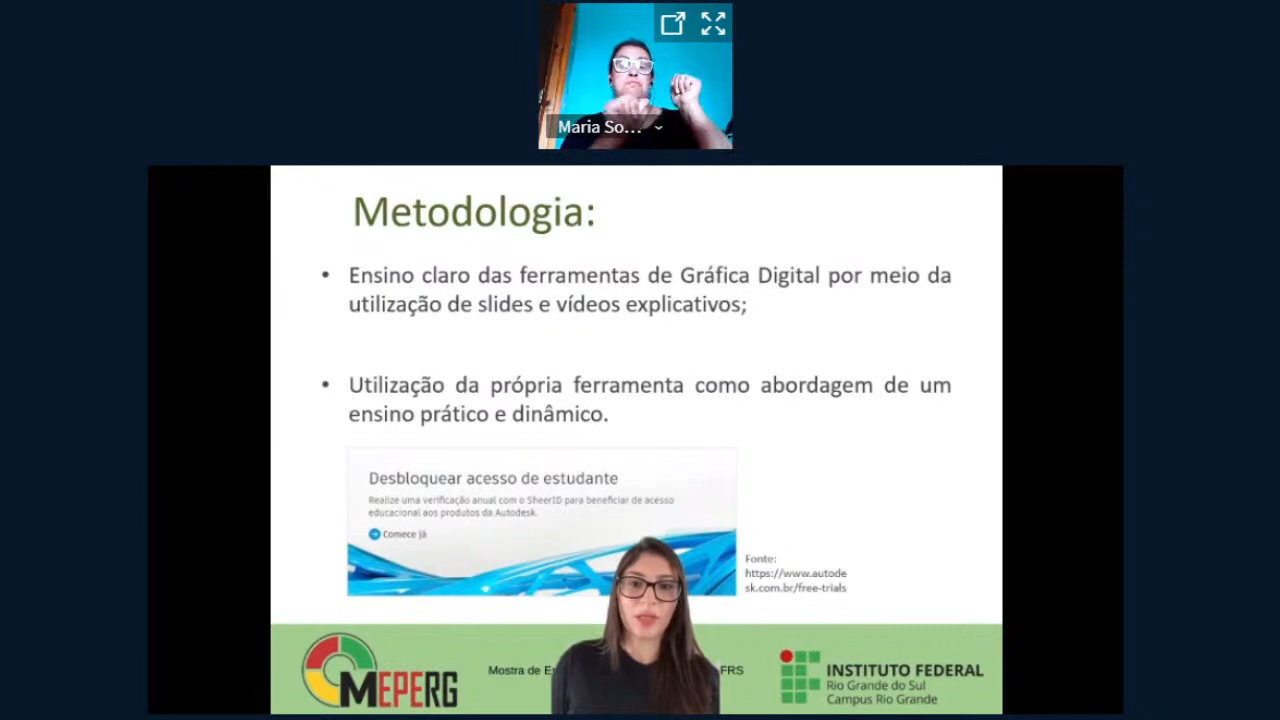 Maria So...
Metodologia:
• Ensino claro das ferramentas de Gráfica Digital por meio da
utilização de slides e vídeos explicativos;
• Utilização da própria ferramenta como abordagem de um
ensino prático e dinâmico.
Desbloquear acesso de estudante
Realize uma verificação anual com o SheerID para beneficiar de acesso
educacional aos produtos da Autodesk.
Comece já
Fonte:
https://www.autode
sk.com.br/free-trials
MEPERG
Mostra de
FRS
INSTITUTO FEDERAL
Rio Grande do Sul
Campus Rio Grande